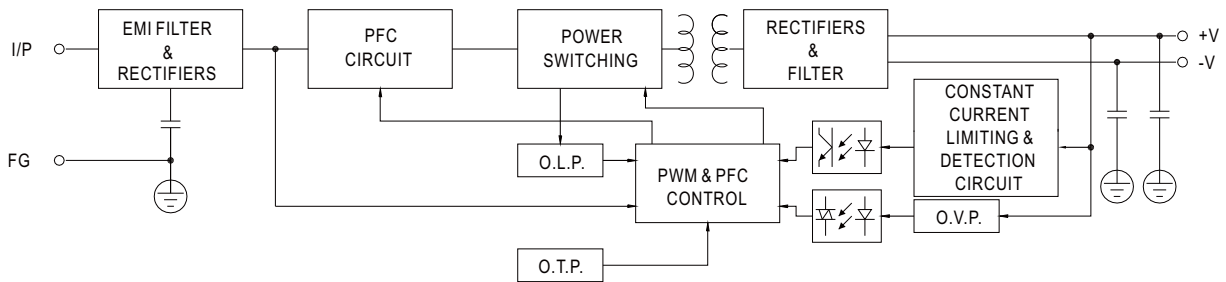 I/P
EMI FILTER
&
RECTIFIERS
PFC
CIRCUIT
POWER
SWITCHING
RECTIFIERS
&
FILTER
+V
-V
CONSTANT
CURRENT
LIMITING &
DETECTION
CIRCUIT
FG
O.L.P.
PWM & PFC
CONTROL
O.V.P.
O.T.P.